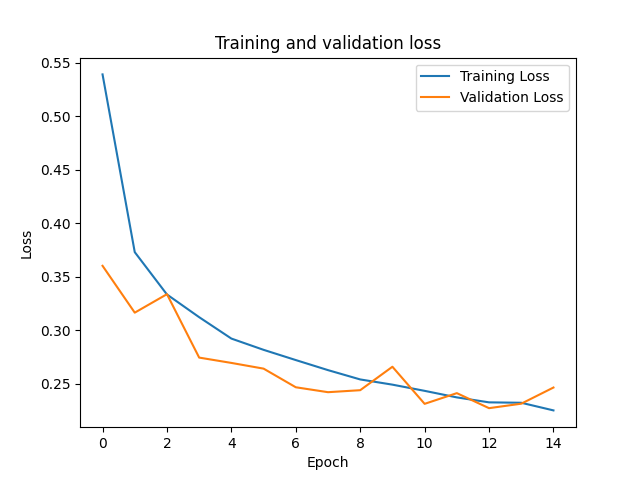 Training and validation loss
Training Loss
Validation Loss
0.55
0.50
0.45
0.40
0.35
0.30
0.25
Loss
0 2 4 6 8 10 12 14
Epoch